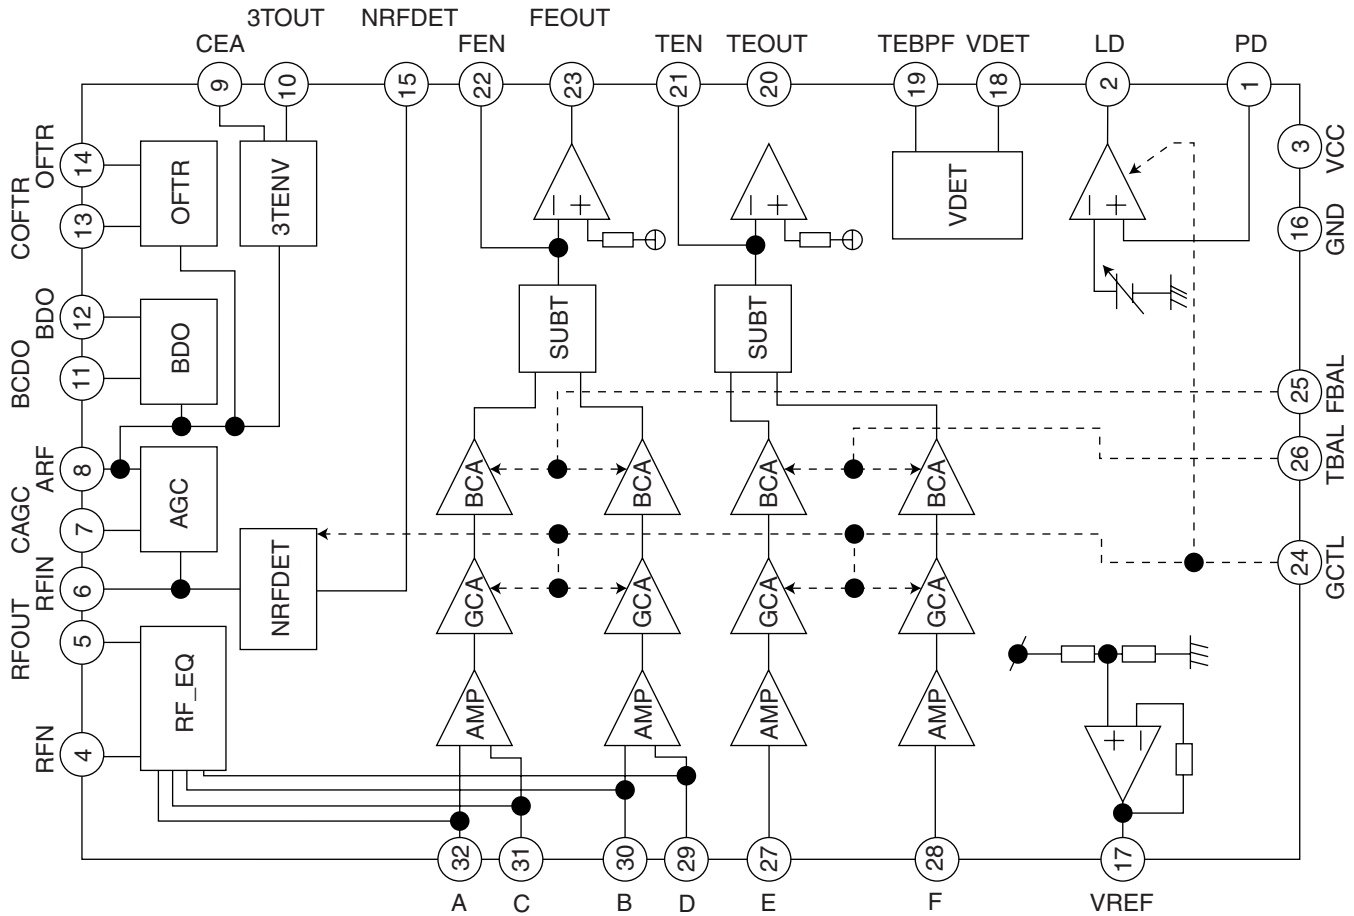 3TOUT NRFDET FEOUT
CEA FEN TEN TEOUT TEBPF VDET LD PD
9 10 15 22 23 21 20 19 18 2 1
OFTR 14
COFTR 13
OFTR
3TENV
VDET
3 VCC
16 GND
BDO 12
BCDO 11
BDO
SUBT
SUBT
25 FBAL
26 TBAL
24 GCTL
ARF 8
CAGC 7
AGC
BCA BCA BCA BCA
RFIN 6
NRFDET
GCA GCA GCA GCA
RFOUT 5
RFN 4
RF_EQ
AMP AMP AMP AMP
− + − + − +
+ −
32 31 30 29 27 28 17
A C B D E F VREF